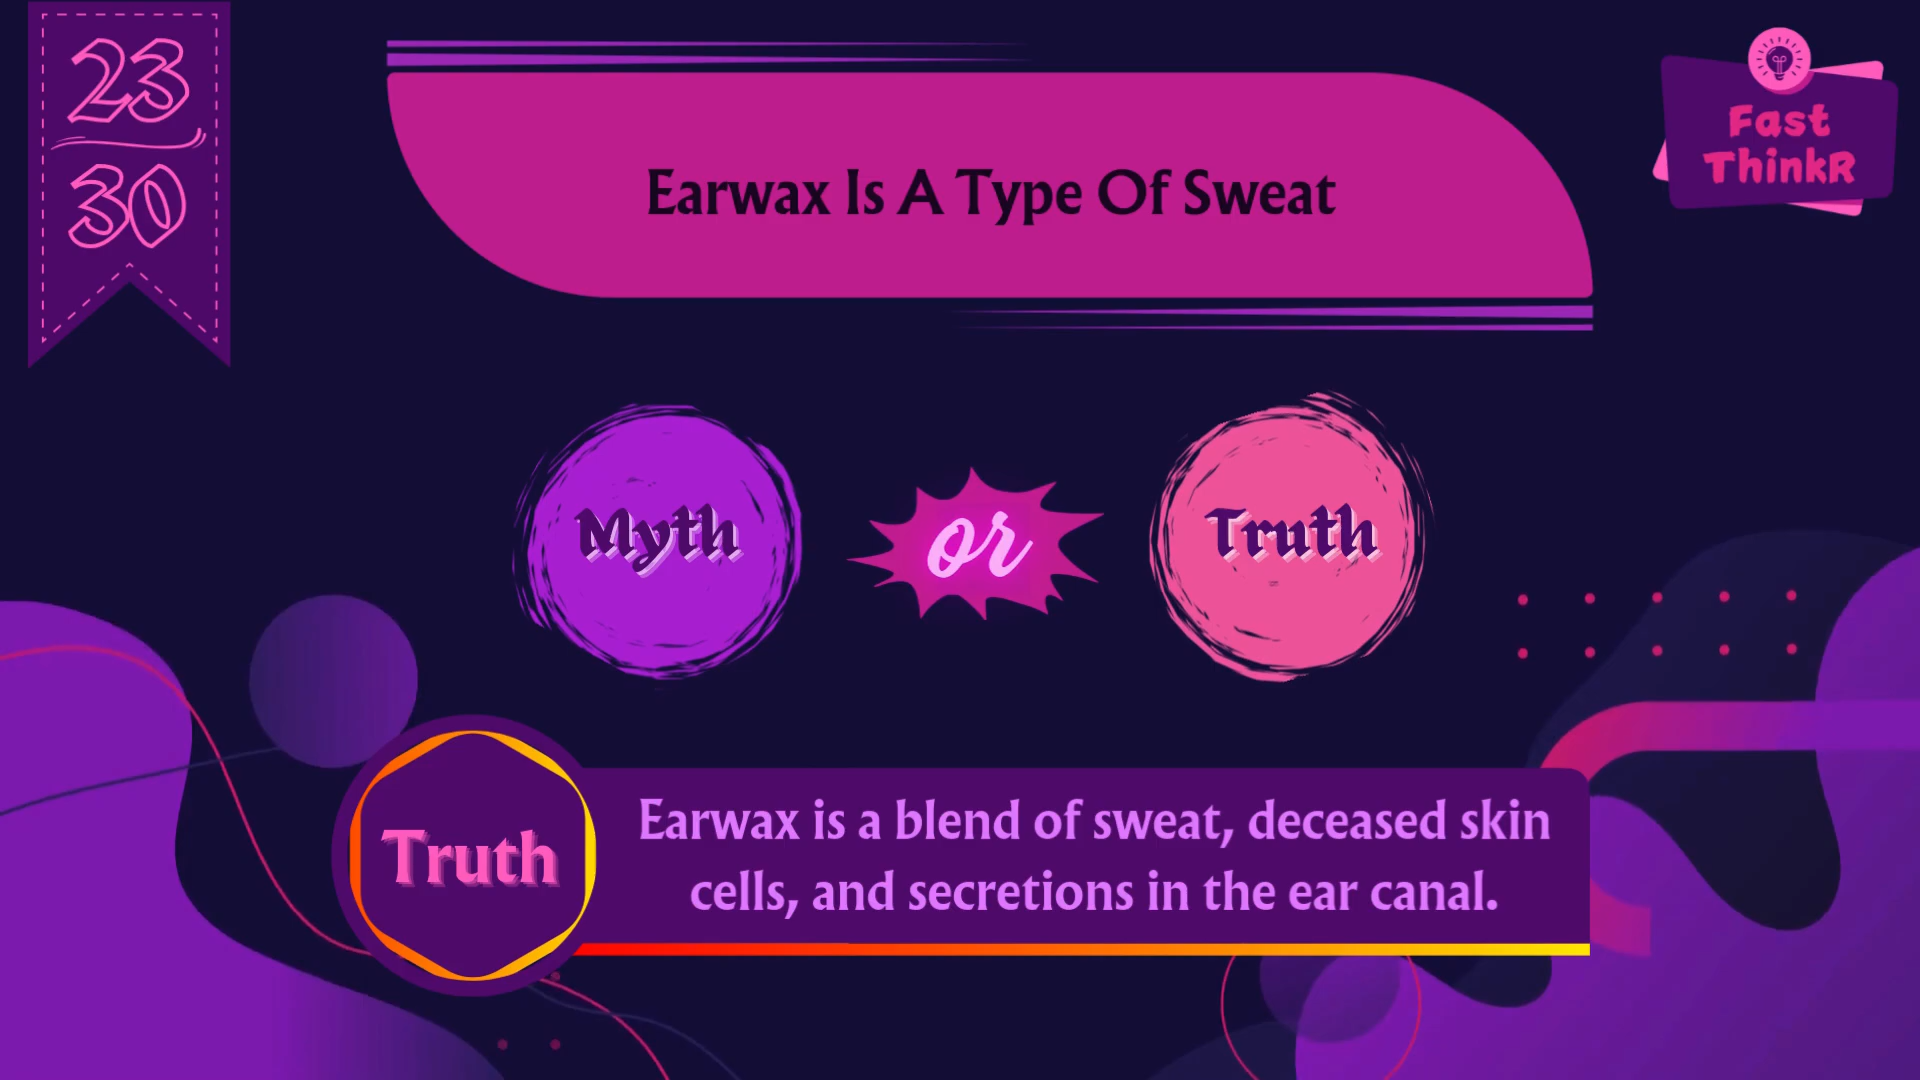 23
30
Earwax Is A Type Of Sweat
Fast
ThinkR
Myth
or
Truth
Truth
Earwax is a blend of sweat, deceased skin
cells, and secretions in the ear canal.